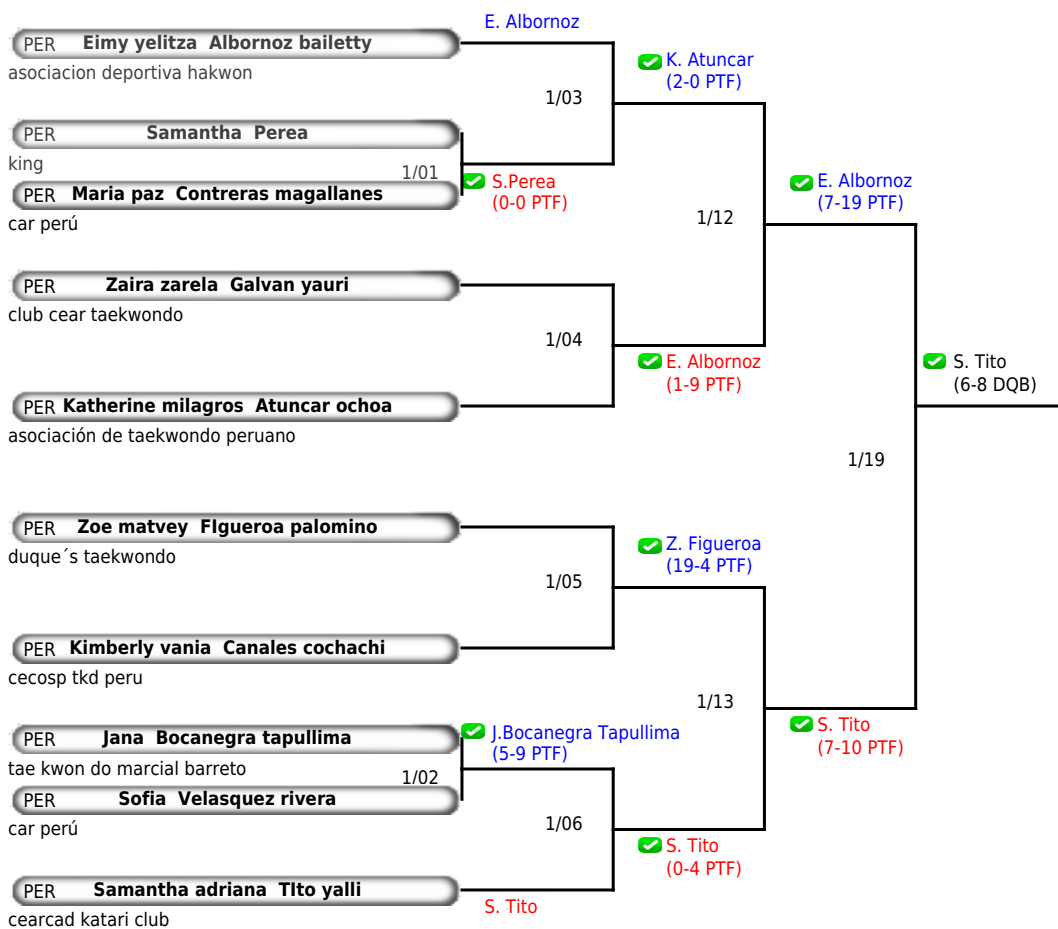 E. Albornoz
PER Eimy yelitza Albornoz bailetty
asociacion deportiva hakwon
K. Atuncar
(2-0 PTF)
1/03
PER Samantha Perea
king
1/01
S.Perea
(0-0 PTF)
PER Maria paz Contreras magallanes
car perú
E. Albornoz
(7-19 PTF)
1/12
PER Zaira zarela Galvan yauri
club cear taekwondo
1/04
E. Albornoz
(1-9 PTF)
S. Tito
(6-8 DQB)
PER Katherine milagros Atuncar ochoa
asociación de taekwondo peruano
1/19
PER Zoe matvey FIgueroa palomino
duque´s taekwondo
Z. Figueroa
(19-4 PTF)
1/05
PER Kimberly vania Canales cochachi
cecosp tkd peru
1/13
S. Tito
(7-10 PTF)
PER Jana Bocanegra tapullima
tae kwon do marcial barreto
J.Bocanegra Tapullima
(5-9 PTF)
1/02
PER Sofia Velasquez rivera
car perú
1/06
S. Tito
(0-4 PTF)
PER Samantha adriana TIto yalli
cearcad katari club
S. Tito